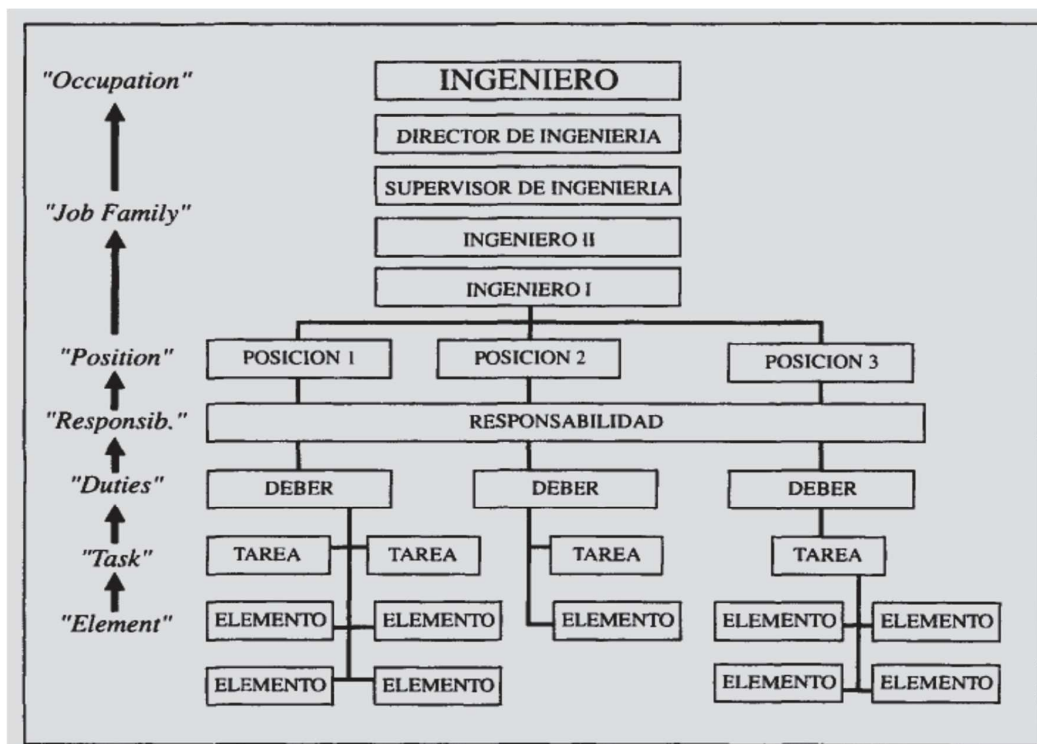 "Occupation"
INGENIERO
DIRECTOR DE INGENIERIA
SUPERVISOR DE INGENIERIA
"Job Family"
INGENIERO II
INGENIERO I
"Position"
POSICION 1
POSICION 2
POSICION 3
"Responsib."
RESPONSABILIDAD
"Duties"
DEBER
DEBER
DEBER
"Task"
TAREA
TAREA
TAREA
TAREA
"Element"
ELEMENTO
ELEMENTO
ELEMENTO
ELEMENTO
ELEMENTO
ELEMENTO
ELEMENTO
ELEMENTO
ELEMENTO